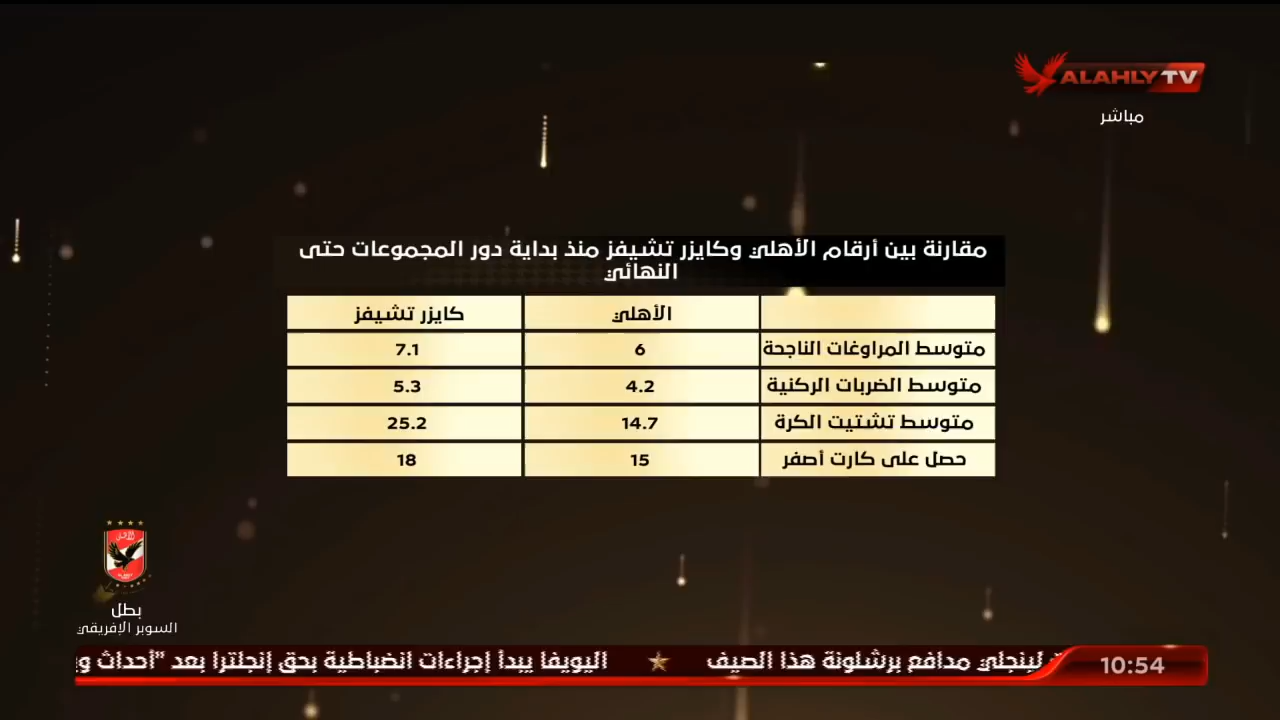 ALAHLY TV
مباشر
مقارنة بين أرقام الأهلي وكايزر تشيفز منذ بداية دور المجموعات حتى
النهائي
الأهلي كايزر تشيفز
متوسط المراوغات الناجحة 6 7.1
متوسط الضربات الركنية 4.2 5.3
متوسط تشتيت الكرة 14.7 25.2
حصل على كارت أصفر 15 18
بطل
السوبر الإفريقي
لينجلي مدافع برشلونة هذا الصيف ★ اليويفا يبدأ إجراءات انضباطية بحق إنجلترا بعد "أحداث
10:54